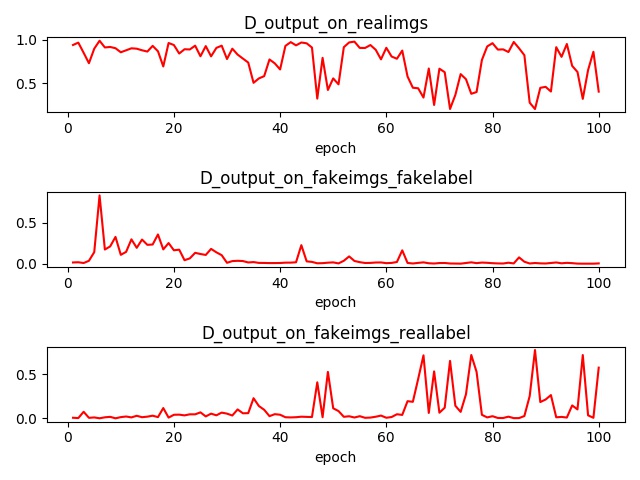 D_output_on_realimgs
1.0
0.5
0 20 40 60 80 100
epoch
D_output_on_fakeimgs_fakelabel
0.5
0.0
0 20 40 60 80 100
epoch
D_output_on_fakeimgs_reallabel
0.5
0.0
0 20 40 60 80 100
epoch